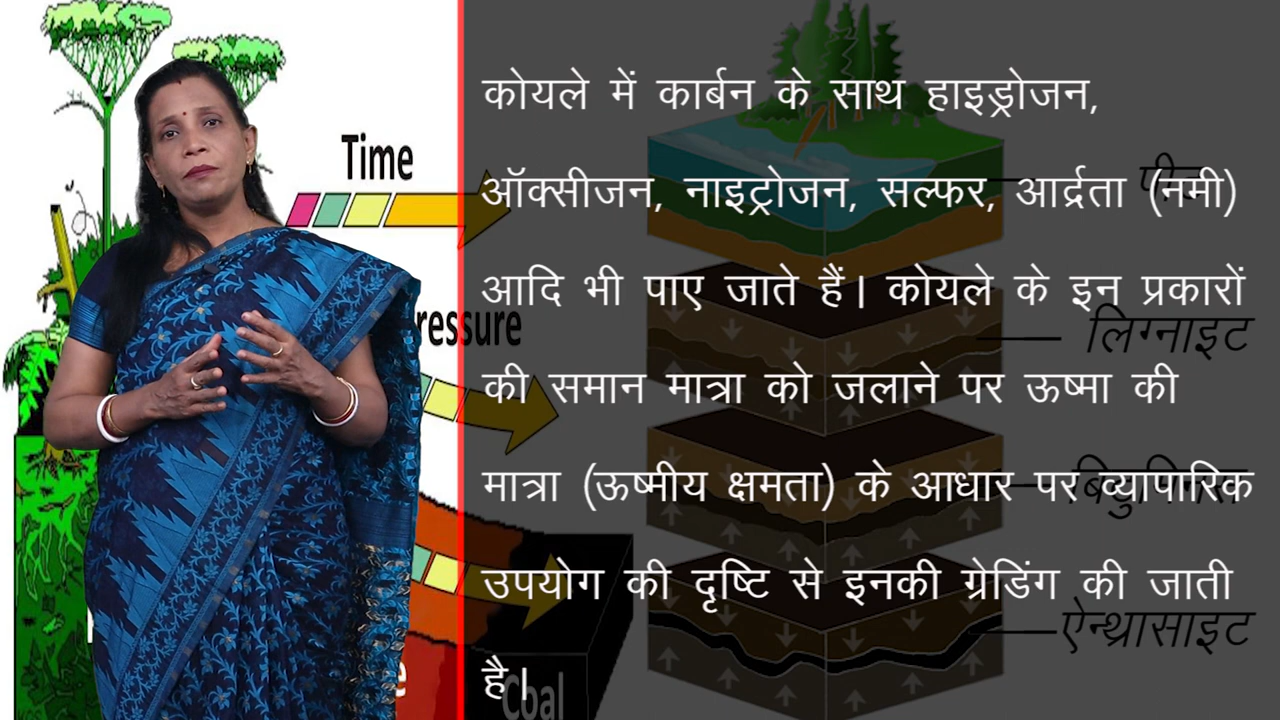 कोयले में कार्बन के साथ हाइड्रोजन,
ऑक्सीजन, नाइट्रोजन, सल्फर, आर्द्रता (नमी)
आदि भी पाए जाते हैं। कोयले के इन प्रकारों
की समान मात्रा को जलाने पर ऊष्मा की
मात्रा (ऊष्मीय क्षमता) के आधार पर व्यापारिक
उपयोग की दृष्टि से इनकी ग्रेडिंग की जाती
है।
Time
ressure
Coal
पीट
लिग्नाइट
ऐन्थ्रासाइट